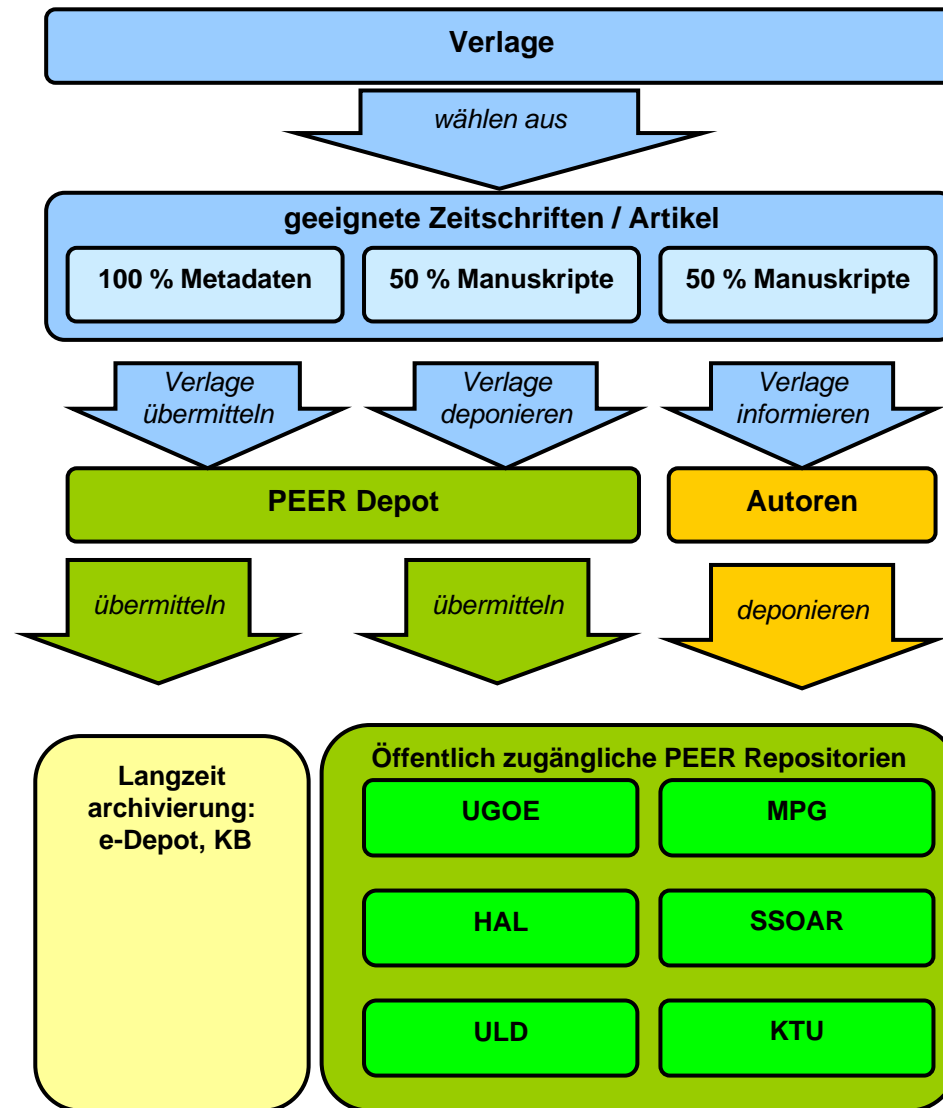 Verlage
wählen aus
geeignete Zeitschriften / Artikel
100 % Metadaten
50 % Manuskripte
50 % Manuskripte
Verlage
übermitteln
Verlage
deponieren
Verlage
informieren
PEER Depot
Autoren
übermitteln
übermitteln
deponieren
Langzeit
archivierung:
e-Depot, KB
Öffentlich zugängliche PEER Repositorien
UGOE
MPG
HAL
SSOAR
ULD
KTU